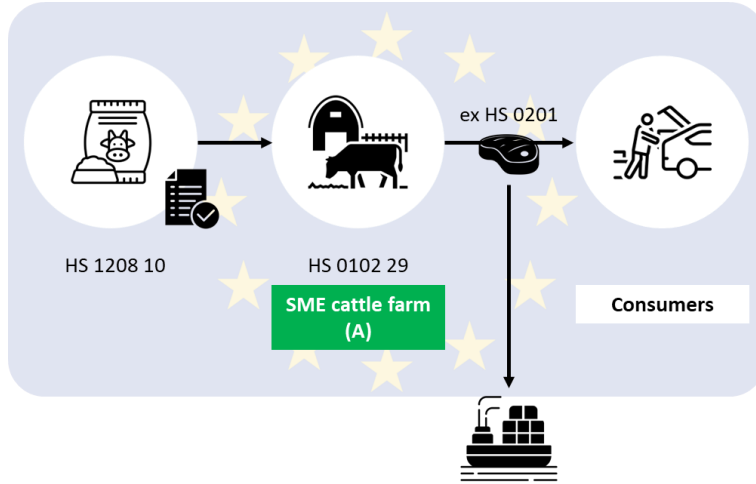 ex HS 0201
HS 1208 10
HS 0102 29
SME cattle farm
(A)
Consumers